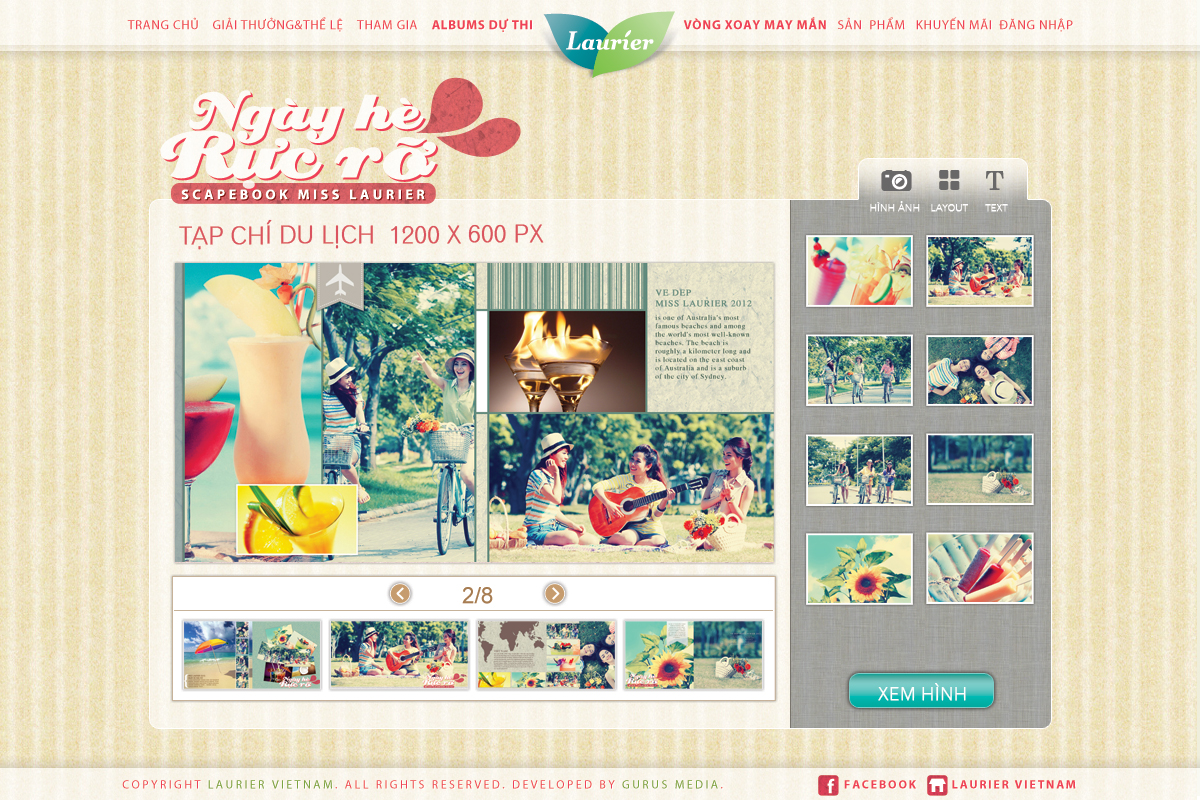 TRANG CHỦ GIẢI THƯỞNG&THỂ LỆ THAM GIA ALBUMS DỰ THI Laurier VÒNG XOAY MAY MẮN SẢN PHẨM KHUYẾN MÃI ĐĂNG NHẬP
Ngày hè
Rực rỡ
SCAPEBOOK MISS LAURIER
HÌNH ẢNH LAYOUT TEXT
TẠP CHÍ DU LỊCH 1200 X 600 PX
VE DEP
MISS LAURIER 2012
is one of Australia's most
famous beaches and among
the world's most well-known
beaches. The beach is
roughly a kilometer long and
is located on the east coast
of Australia and is a suburb
of the city of Sydney.
2/8
Ngày hè
Rực rỡ
XEM HÌNH
COPYRIGHT LAURIER VIETNAM. ALL RIGHTS RESERVED. DEVELOPED BY GURUS MEDIA.
f FACEBOOK LAURIER VIETNAM